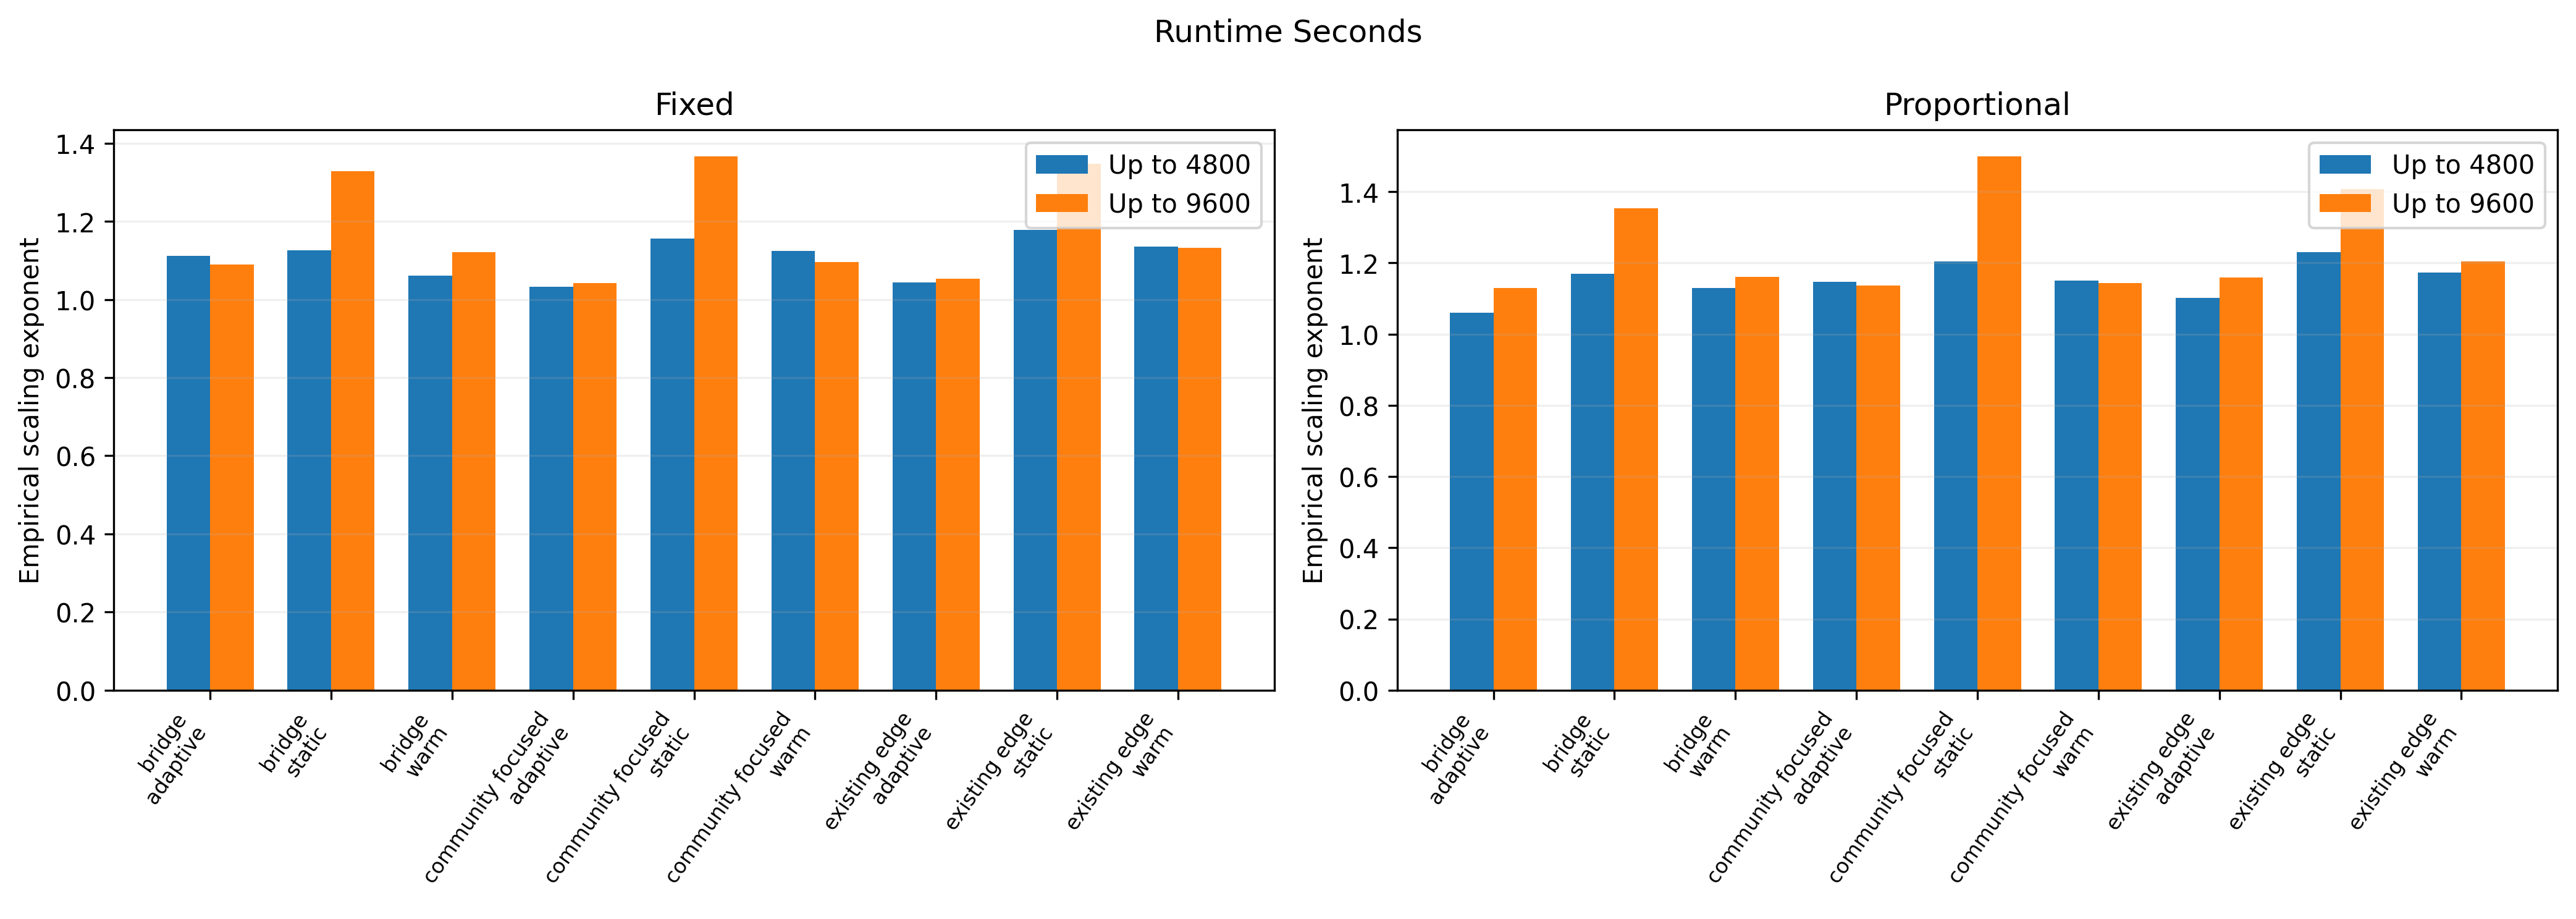 Runtime Seconds
Fixed
Empirical scaling exponent
1.4
1.2
1.0
0.8
0.6
0.4
0.2
0.0
Up to 4800
Up to 9600
bridge
adaptive
bridge
static
bridge
warm
community focused
adaptive
community focused
static
community focused
warm
existing edge
adaptive
existing edge
static
existing edge
warm
Proportional
Empirical scaling exponent
1.4
1.2
1.0
0.8
0.6
0.4
0.2
0.0
Up to 4800
Up to 9600
bridge
adaptive
bridge
static
bridge
warm
community focused
adaptive
community focused
static
community focused
warm
existing edge
adaptive
existing edge
static
existing edge
warm